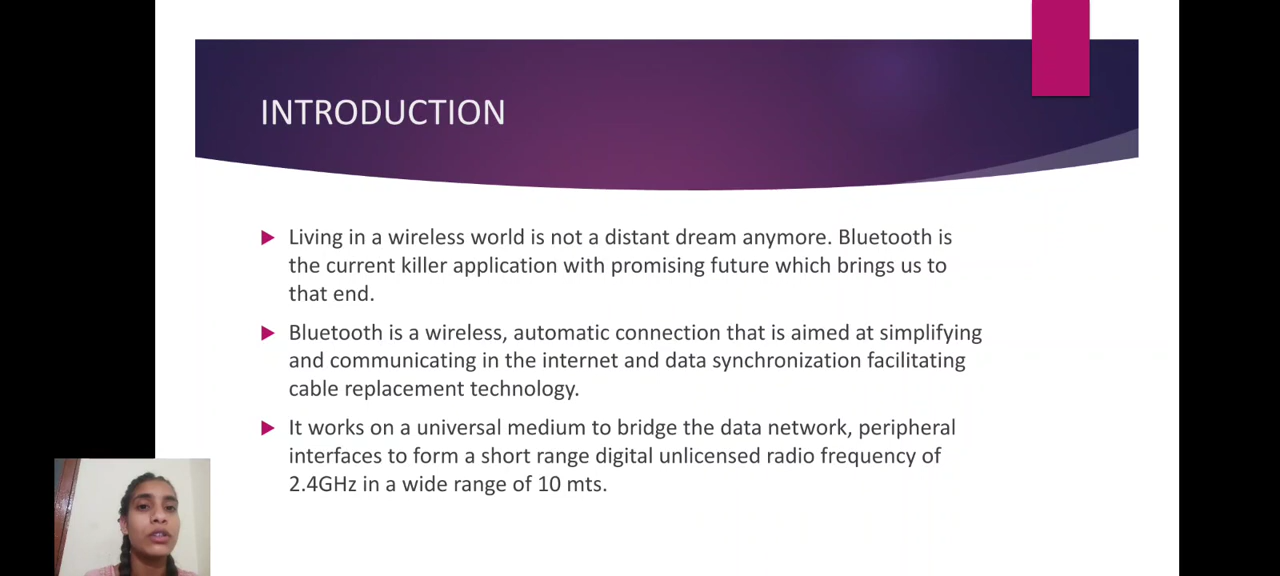 INTRODUCTION
Living in a wireless world is not a distant dream anymore. Bluetooth is
the current killer application with promising future which brings us to
that end.
Bluetooth is a wireless, automatic connection that is aimed at simplifying
and communicating in the internet and data synchronization facilitating
cable replacement technology.
It works on a universal medium to bridge the data network, peripheral
interfaces to form a short range digital unlicensed radio frequency of
2.4GHz in a wide range of 10 mts.